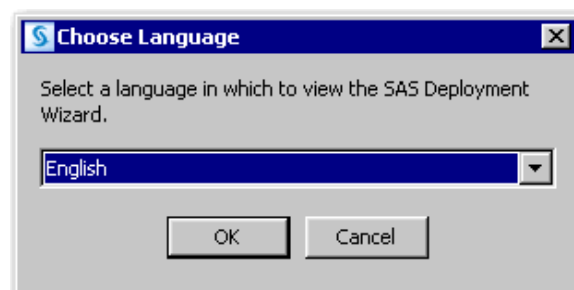 Choose Language
Select a language in which to view the SAS Deployment
Wizard.
English
OK
Cancel